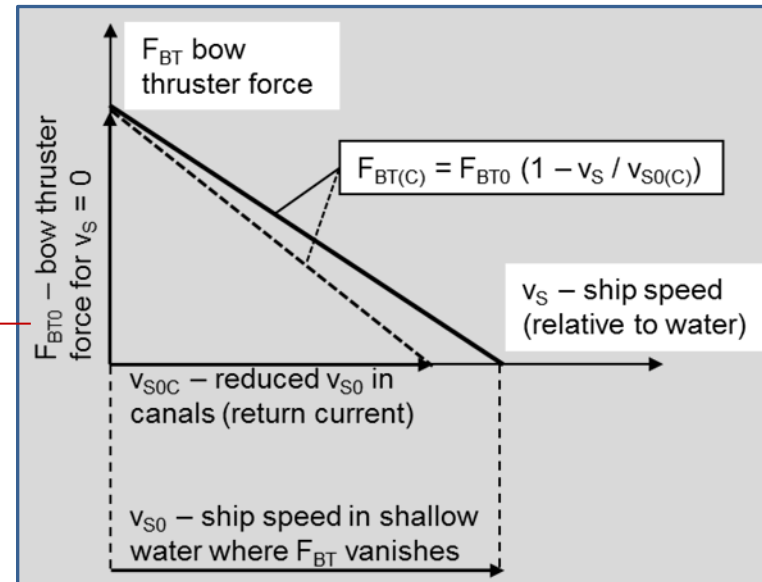 F_BT bow
thruster force
F_BT0 – bow thruster
force for v_S = 0
F_BT(C) = F_BT0 (1 – v_S / v_S0(C))
v_S – ship speed
(relative to water)
v_S0C – reduced v_S0 in
canals (return current)
v_S0 – ship speed in shallow
water where F_BT vanishes